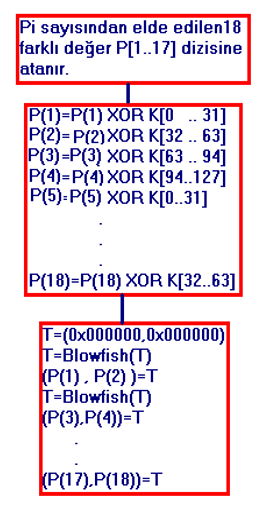 Pi sayısından elde edilen18
farklı değer P[1..17] dizisine
atanır.
P(1)=P(1) XOR K[0 .. 31]
P(2)= P(2) XOR K[32 .. 63]
P(3)=P(3) XOR K[63 .. 94]
P(4)=P(4) XOR K[94..127]
P(5)=P(5) XOR K[0..31]
.
.
.
P(18)=P(18) XOR K[32..63]
T=(0x000000,0x000000)
T=Blowfish(T)
(P(1) , P(2) )=T
T=Blowfish(T)
(P(3),P(4))=T
.
.
(P(17),P(18))=T